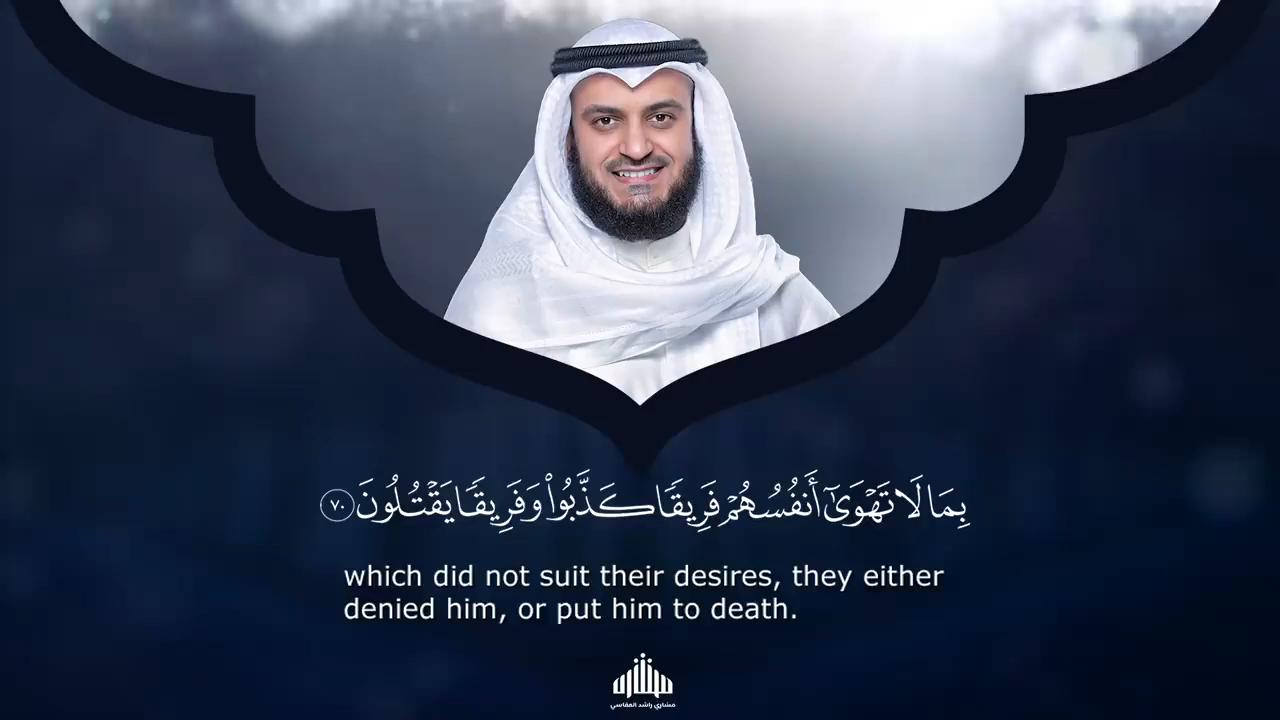 بِمَا لَا تَهْوَىٰٓ أَنفُسُهُمْ فَرِيقًا كَذَّبُوا۟ وَفَرِيقًا يَقْتُلُونَ ٧٠
which did not suit their desires, they either
denied him, or put him to death.
مشاري راشد العفاسي